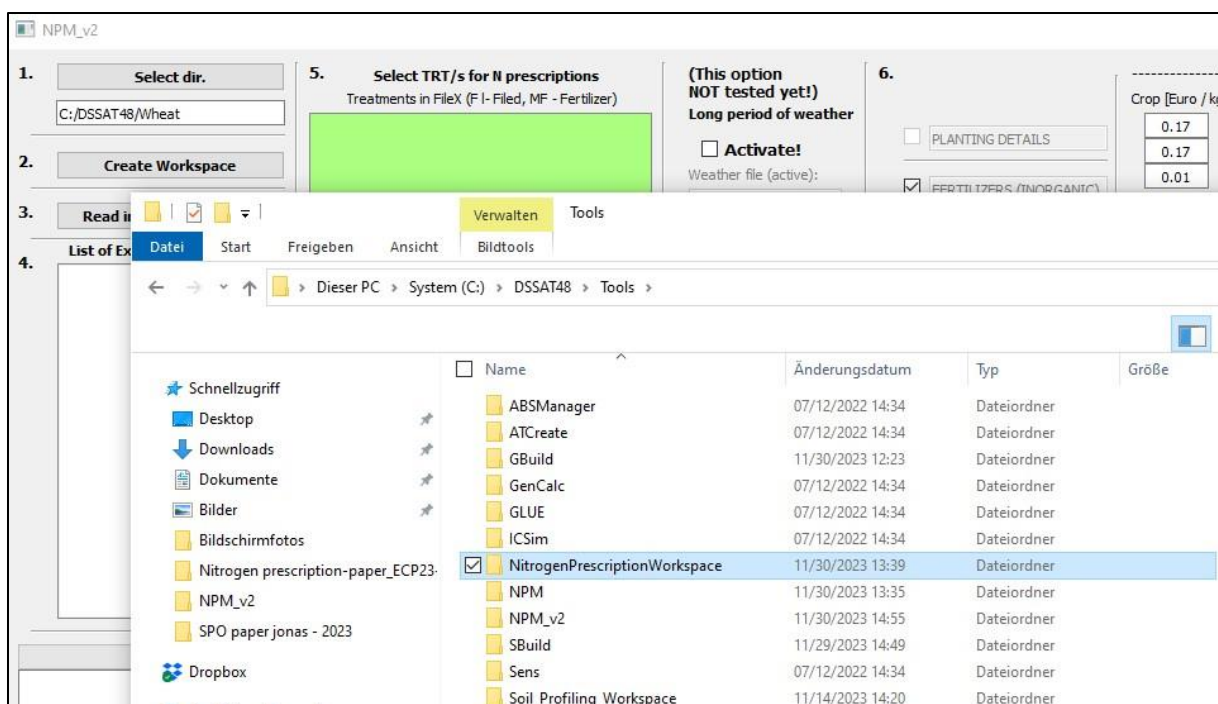 NPM_v2
1. Select dir.
C:/DSSAT48/Wheat
2. Create Workspace
3. Read
4. List of
5. Select TRT/s for N prescriptions
Treatments in FileX (F l- Filed, MF - Fertilizer)
(This option
NOT tested yet!)
Long period of weather
Activate!
Weather file (active):
6.
PLANTING DETAILS
FERTILIZERS (INORGANIC)
Crop [Euro /
0.17
0.17
0.01
Verwalten Tools
Datei Start Freigeben Ansicht Bildtools
Dieser PC > System (C:) > DSSAT48 > Tools >
Schnellzugriff
Desktop
Downloads
Dokumente
Bilder
Bildschirmfotos
Nitrogen prescription-paper_ECP23-
NPM_v2
SPO paper jonas - 2023
Dropbox
Name Änderungsdatum Typ Größe
ABSManager 07/12/2022 14:34 Dateiordner
ATCreate 07/12/2022 14:34 Dateiordner
GBuild 11/30/2023 12:23 Dateiordner
GenCalc 07/12/2022 14:34 Dateiordner
GLUE 07/12/2022 14:34 Dateiordner
ICSim 07/12/2022 14:34 Dateiordner
NitrogenPrescriptionWorkspace 11/30/2023 13:39 Dateiordner
NPM 11/30/2023 13:35 Dateiordner
NPM_v2 11/30/2023 14:55 Dateiordner
SBuild 11/29/2023 14:49 Dateiordner
Sens 07/12/2022 14:34 Dateiordner
Soil_Profiling_Workspace 11/14/2023 14:20 Dateiordner